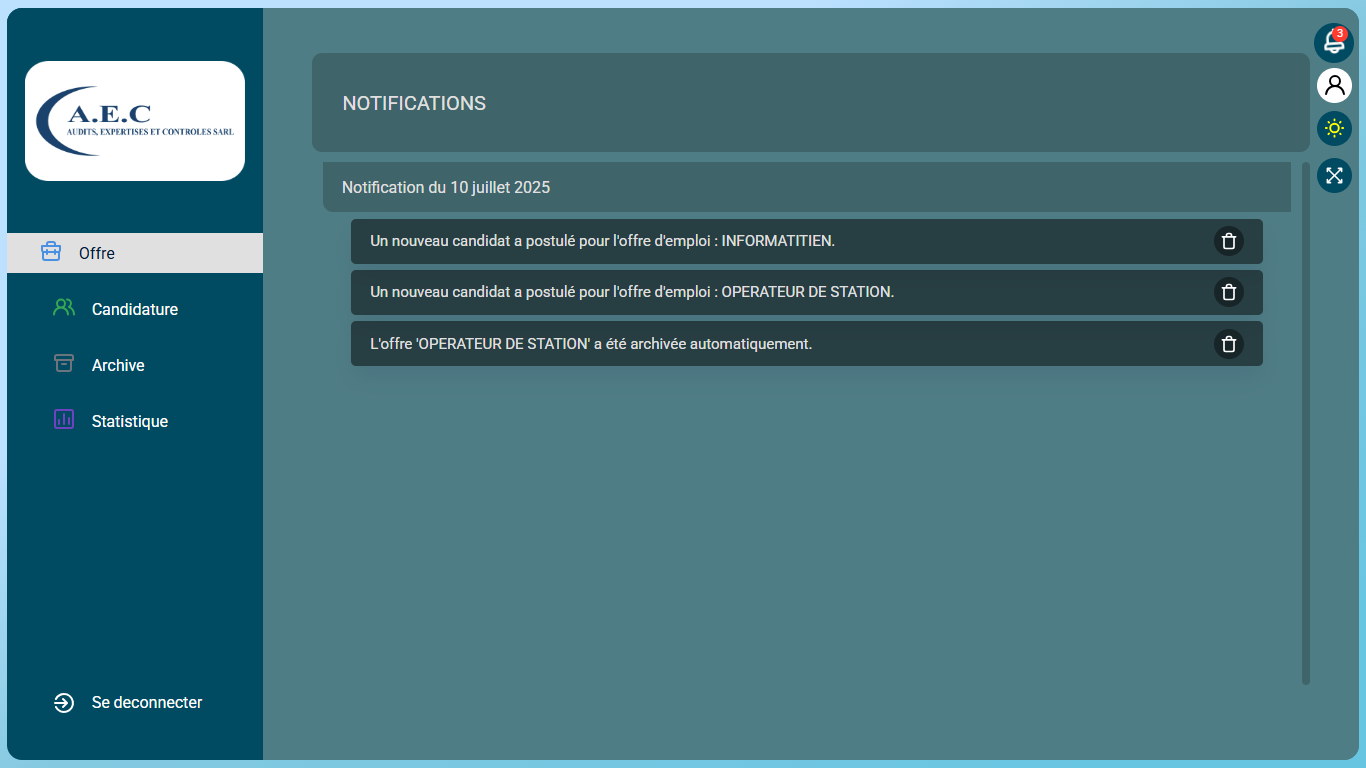 A.E.C
AUDITS, EXPERTISES ET CONTROLES SARL
Offre
Candidature
Archive
Statistique
Se deconnecter
NOTIFICATIONS
3
Notification du 10 juillet 2025
Un nouveau candidat a postulé pour l'offre d'emploi : INFORMATITIEN.
Un nouveau candidat a postulé pour l'offre d'emploi : OPERATEUR DE STATION.
L'offre 'OPERATEUR DE STATION' a été archivée automatiquement.